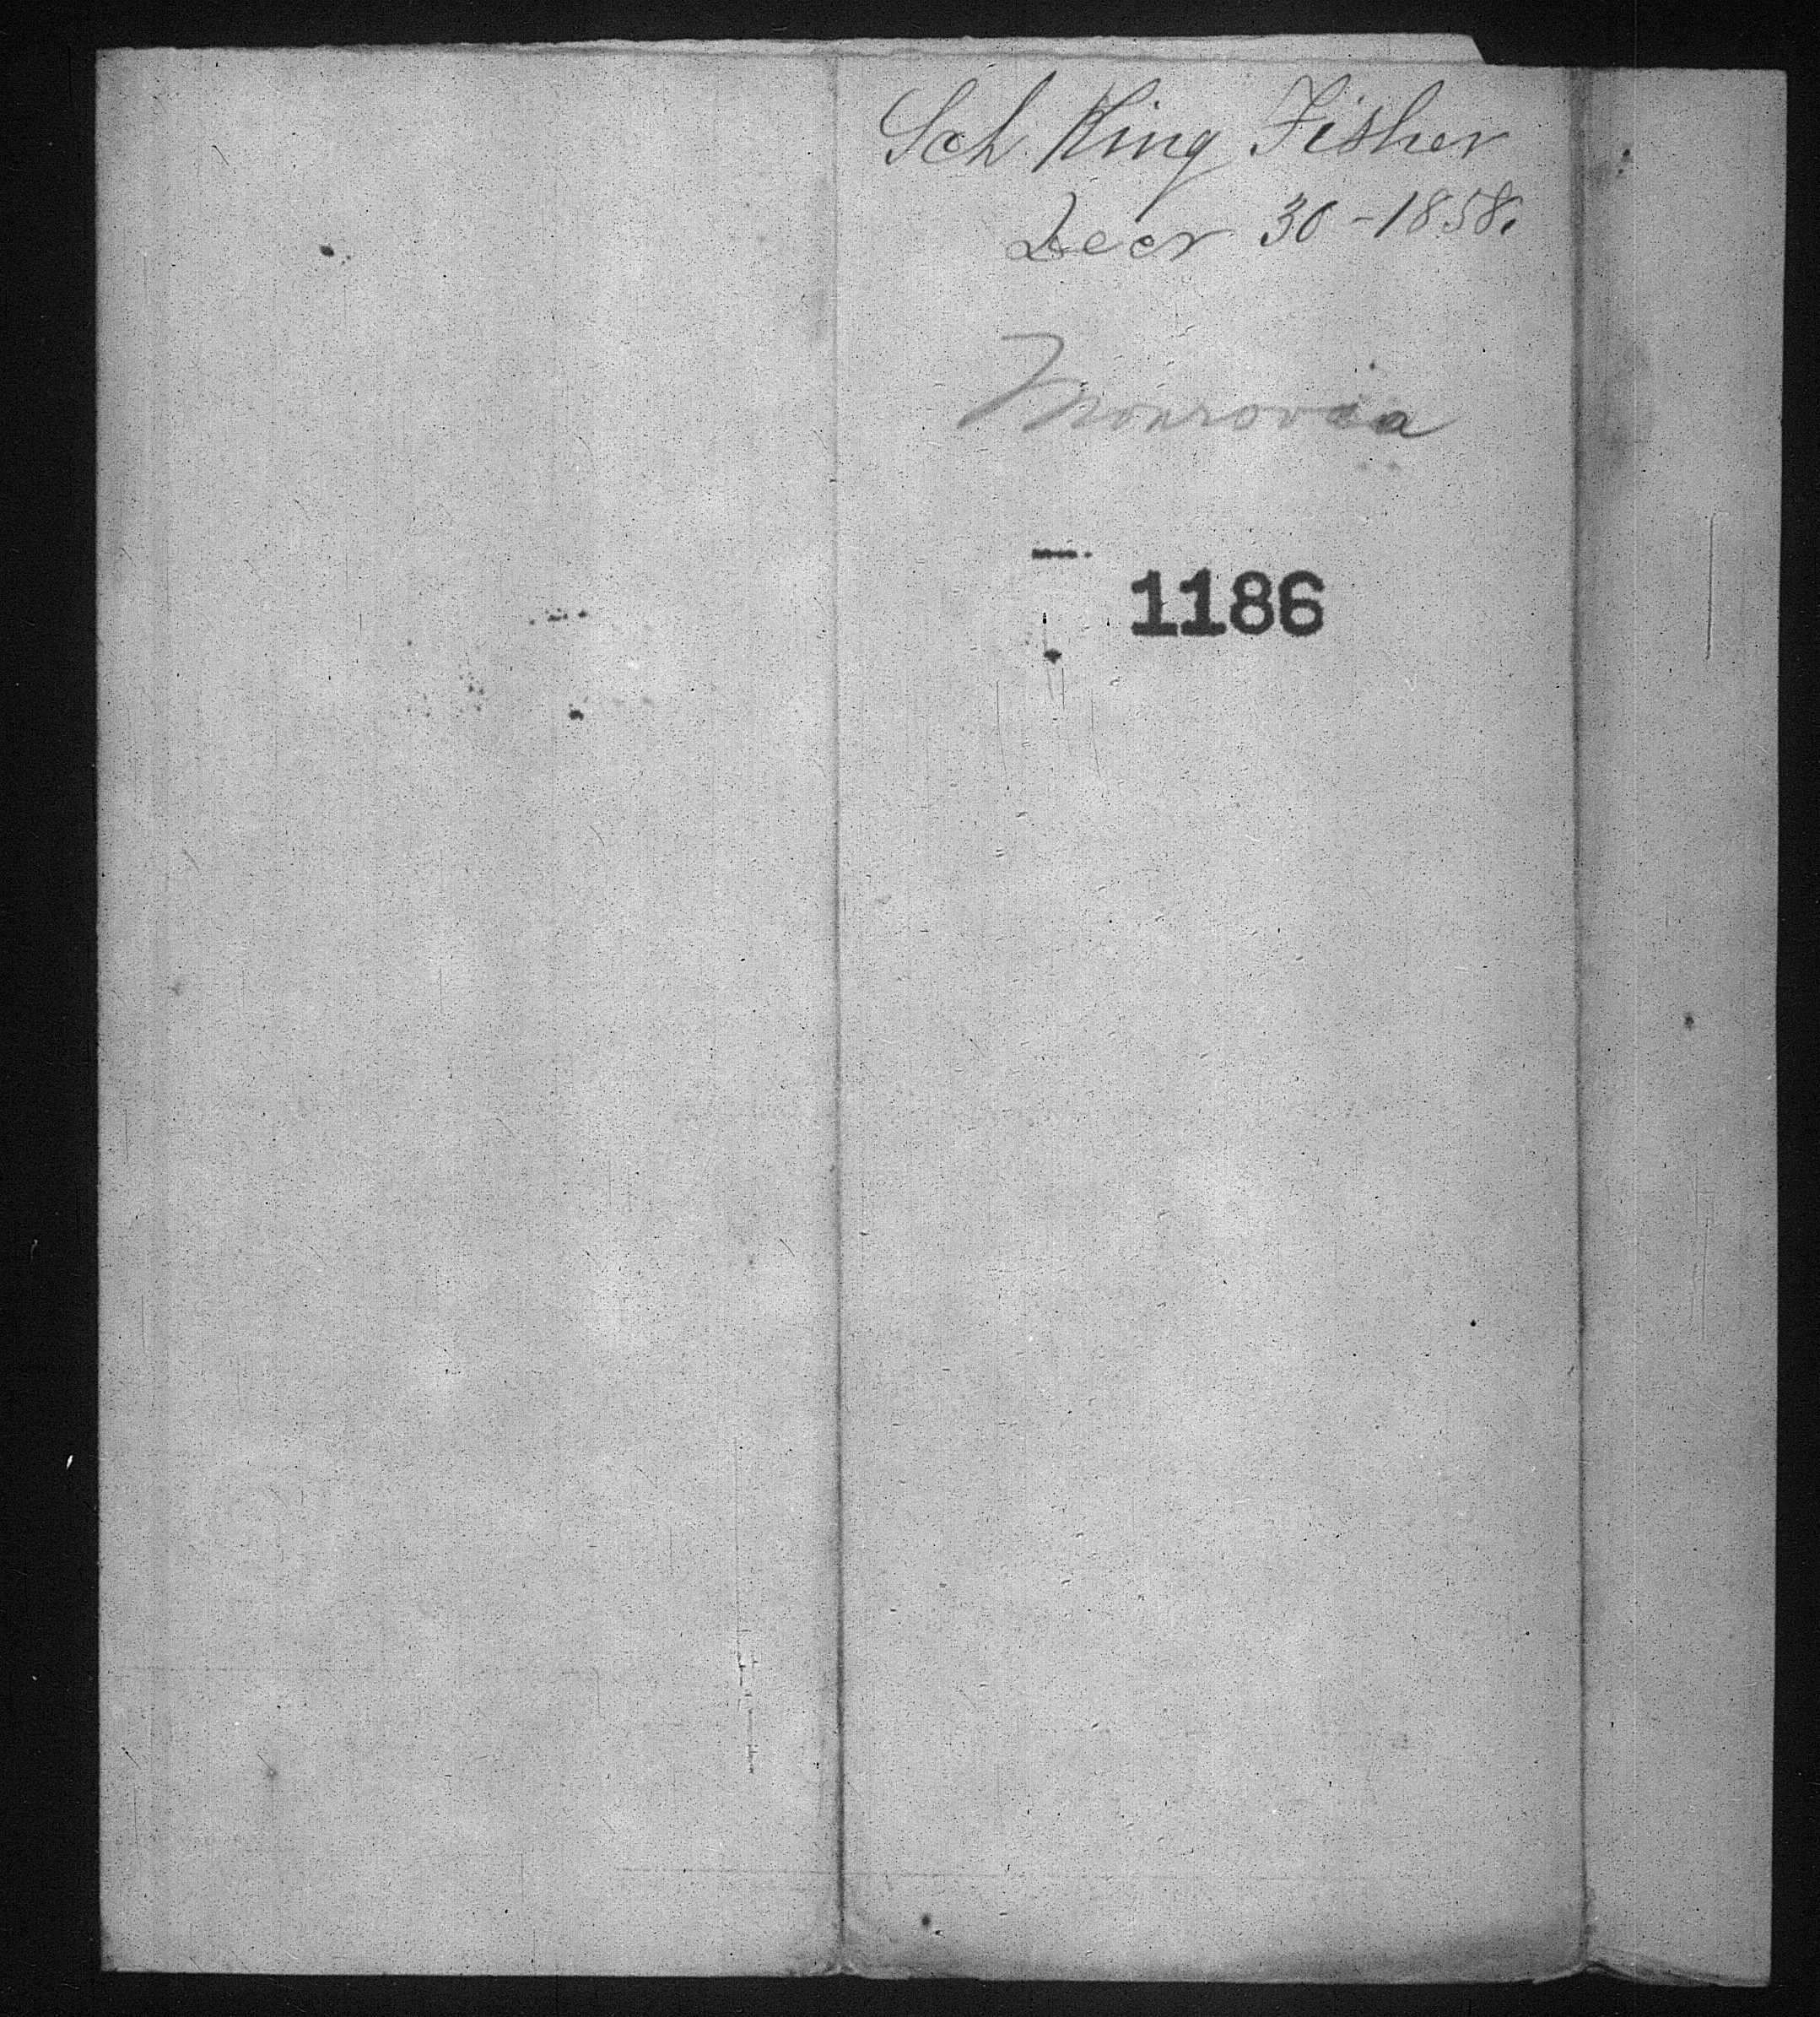 Sch King Fisher
Decr 30 - 1858.
Monrovia
1186